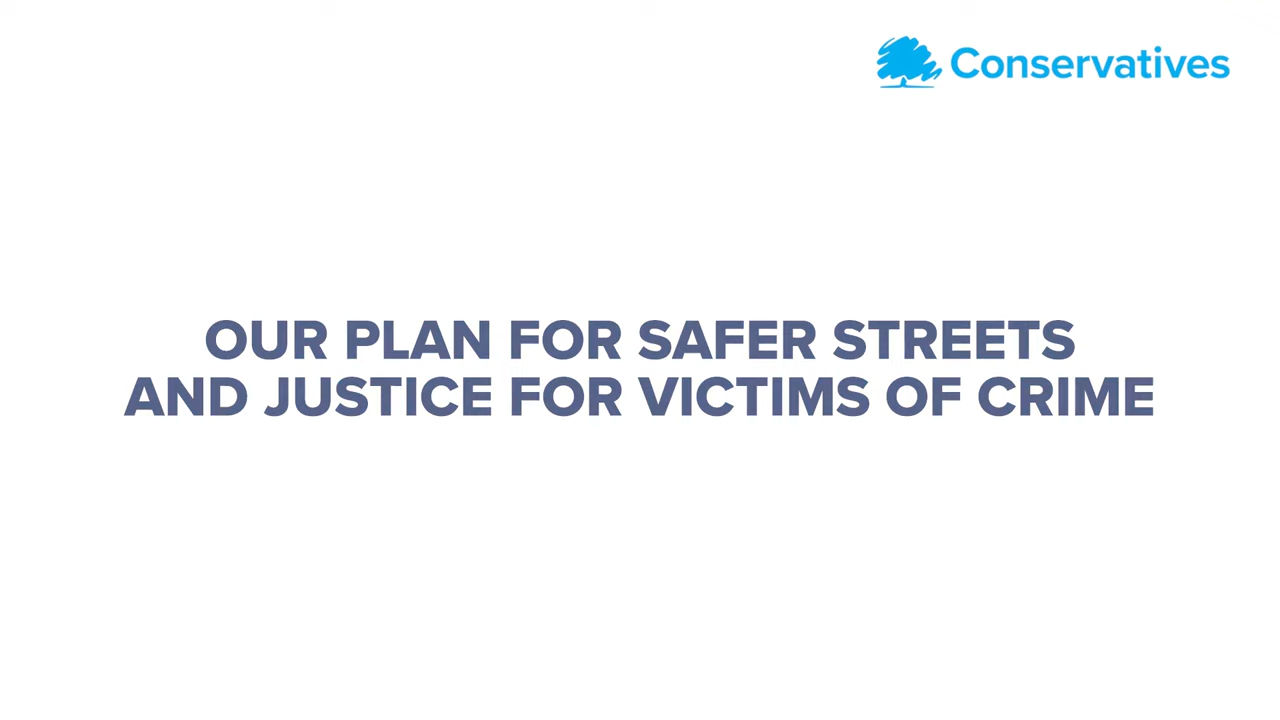 Conservatives
OUR PLAN FOR SAFER STREETS
AND JUSTICE FOR VICTIMS OF CRIME